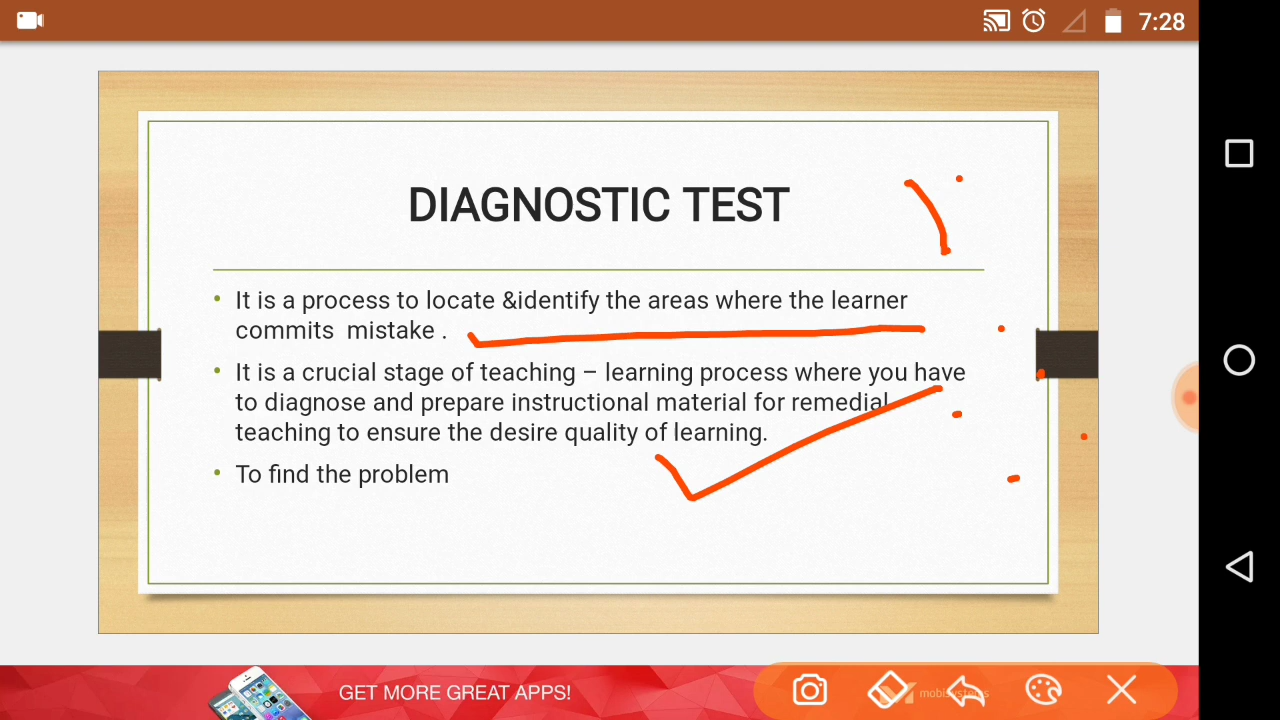 7:28
DIAGNOSTIC TEST
• It is a process to locate &identify the areas where the learner
commits mistake .
• It is a crucial stage of teaching – learning process where you have
to diagnose and prepare instructional material for remedial
teaching to ensure the desire quality of learning.
• To find the problem
GET MORE GREAT APPS!
mobisystems